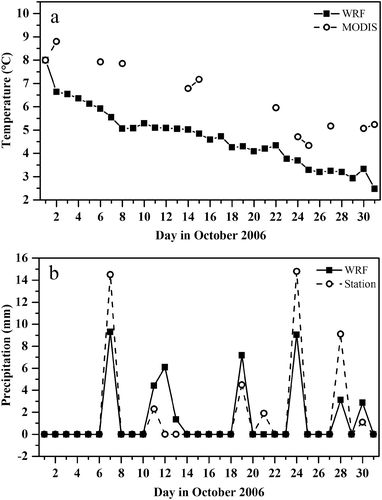 a
WRF
MODIS
Temperature (°C)
10
9
8
7
6
5
4
3
2
2 4 6 8 10 12 14 16 18 20 22 24 26 28 30
Day in October 2006
b
WRF
Station
Precipitation (mm)
16
14
12
10
8
6
4
2
0
-2
2 4 6 8 10 12 14 16 18 20 22 24 26 28 30
Day in October 2006